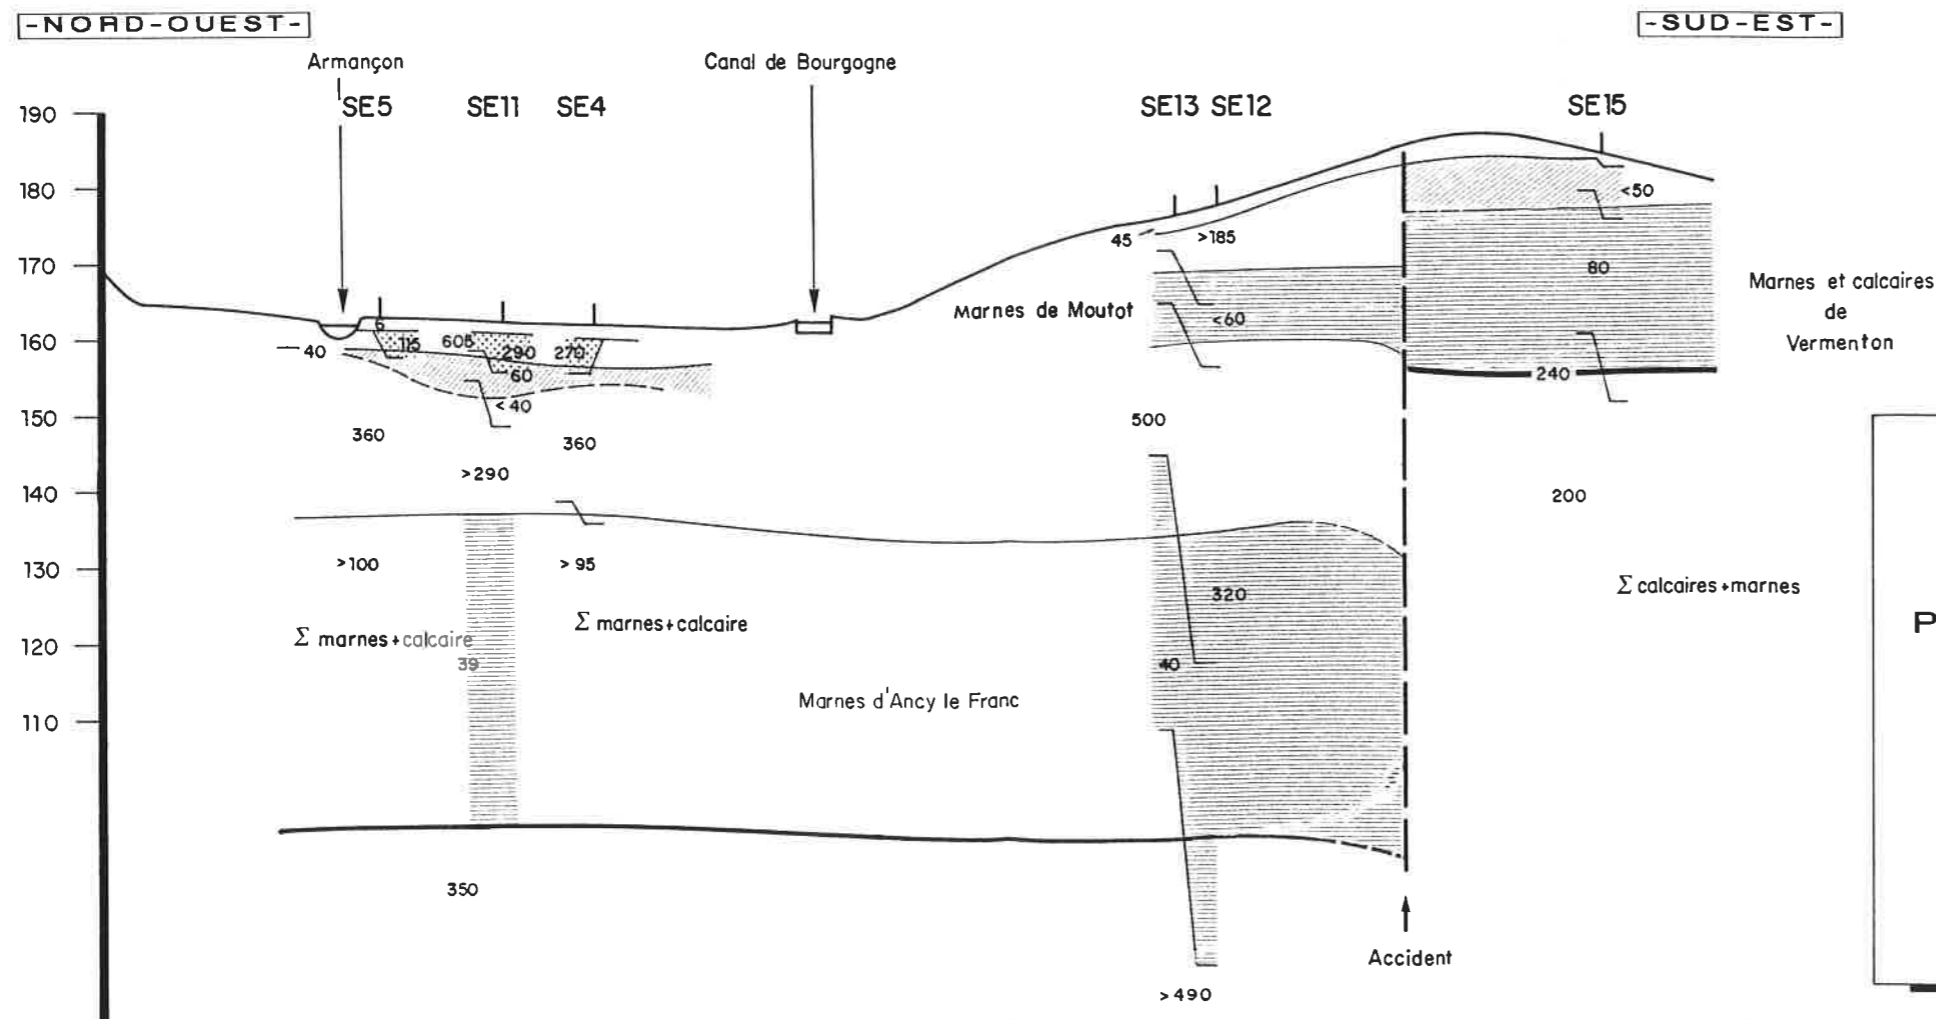 -NORD-OUEST-
-SUD-EST-
Armançon
Canal de Bourgogne
SE5
SE11
SE4
SE13 SE12
SE15
190
180
170
160
150
140
130
120
110
6
115
605
290
270
40
60
<40
360
360
>290
>100
>95
Σ marnes+calcaire
Σ marnes+calcaire
39
Marnes d'Ancy le Franc
350
45
>185
Marnes de Moutot
<60
500
320
40
>490
<50
80
240
200
Marnes et calcaires
de
Vermenton
Σ calcaires+marnes
Accident
P